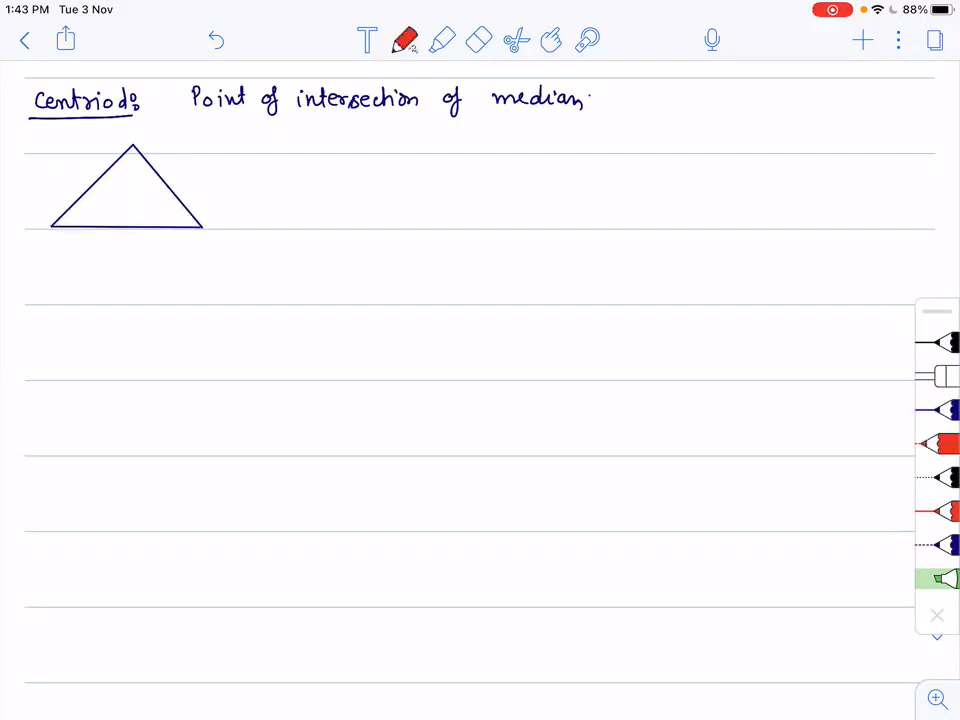 1:43 PM Tue 3 Nov 88%
T
Centriod: Point of intersection of median,